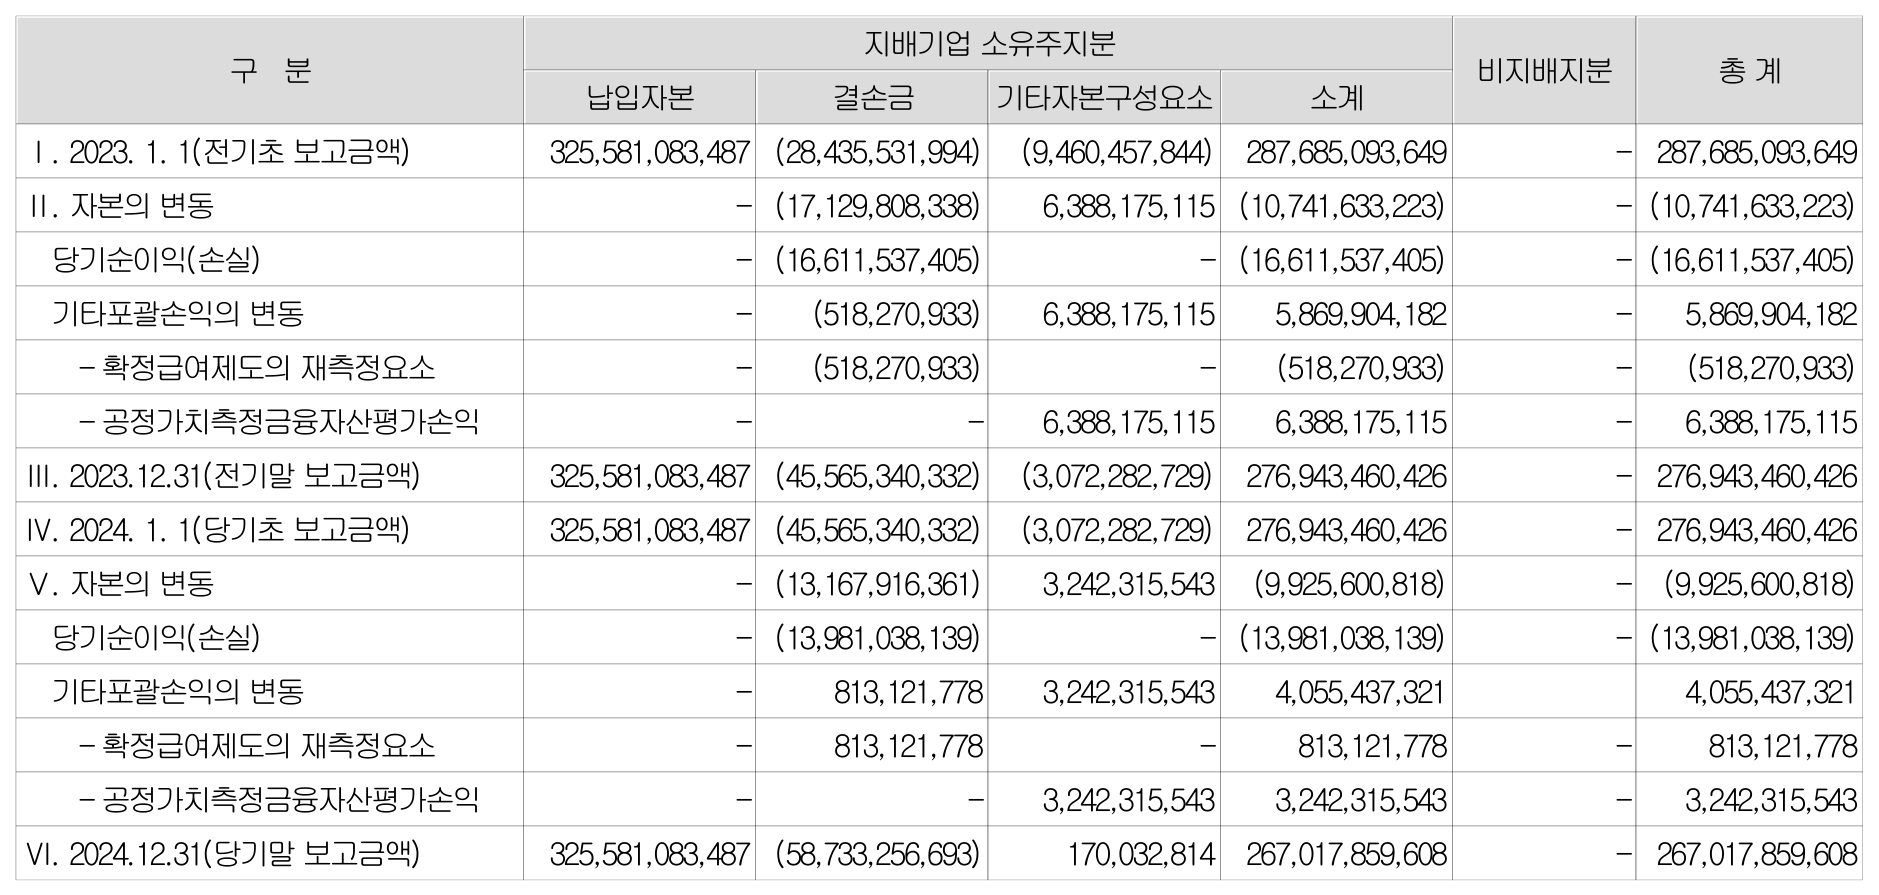 구 분 지배기업 소유주지분 비지배지분 총 계
납입자본 결손금 기타자본구성요소 소계
Ⅰ. 2023. 1. 1(전기초 보고금액) 325,581,083,487 (28,435,531,994) (9,460,457,844) 287,685,093,649 - 287,685,093,649
Ⅱ. 자본의 변동 - (17,129,808,338) 6,388,175,115 (10,741,633,223) - (10,741,633,223)
당기순이익(손실) - (16,611,537,405) - (16,611,537,405) - (16,611,537,405)
기타포괄손익의 변동 - (518,270,933) 6,388,175,115 5,869,904,182 - 5,869,904,182
- 확정급여제도의 재측정요소 - (518,270,933) - (518,270,933) - (518,270,933)
- 공정가치측정금융자산평가손익 - - 6,388,175,115 6,388,175,115 - 6,388,175,115
Ⅲ. 2023.12.31(전기말 보고금액) 325,581,083,487 (45,565,340,332) (3,072,282,729) 276,943,460,426 - 276,943,460,426
Ⅳ. 2024. 1. 1(당기초 보고금액) 325,581,083,487 (45,565,340,332) (3,072,282,729) 276,943,460,426 - 276,943,460,426
Ⅴ. 자본의 변동 - (13,167,916,361) 3,242,315,543 (9,925,600,818) - (9,925,600,818)
당기순이익(손실) - (13,981,038,139) - (13,981,038,139) - (13,981,038,139)
기타포괄손익의 변동 - 813,121,778 3,242,315,543 4,055,437,321 4,055,437,321
- 확정급여제도의 재측정요소 - 813,121,778 - 813,121,778 - 813,121,778
- 공정가치측정금융자산평가손익 - - 3,242,315,543 3,242,315,543 - 3,242,315,543
Ⅵ. 2024.12.31(당기말 보고금액) 325,581,083,487 (58,733,256,693) 170,032,814 267,017,859,608 - 267,017,859,608